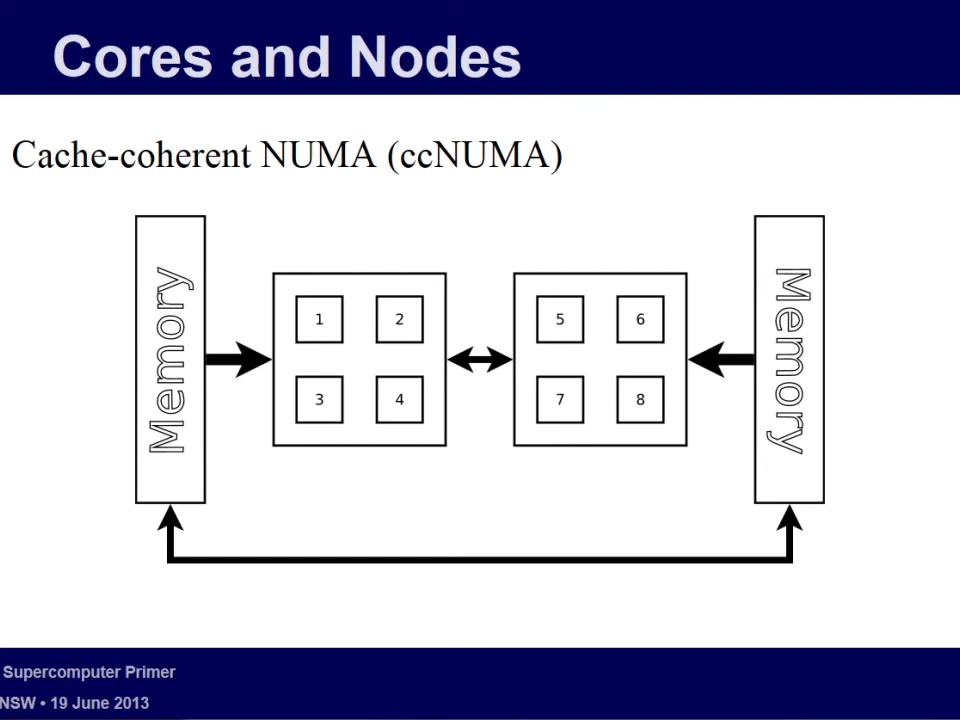 Cores and Nodes
Cache-coherent NUMA (ccNUMA)
Memory
1 2
3 4
5 6
7 8
Memory
Supercomputer Primer
NSW • 19 June 2013